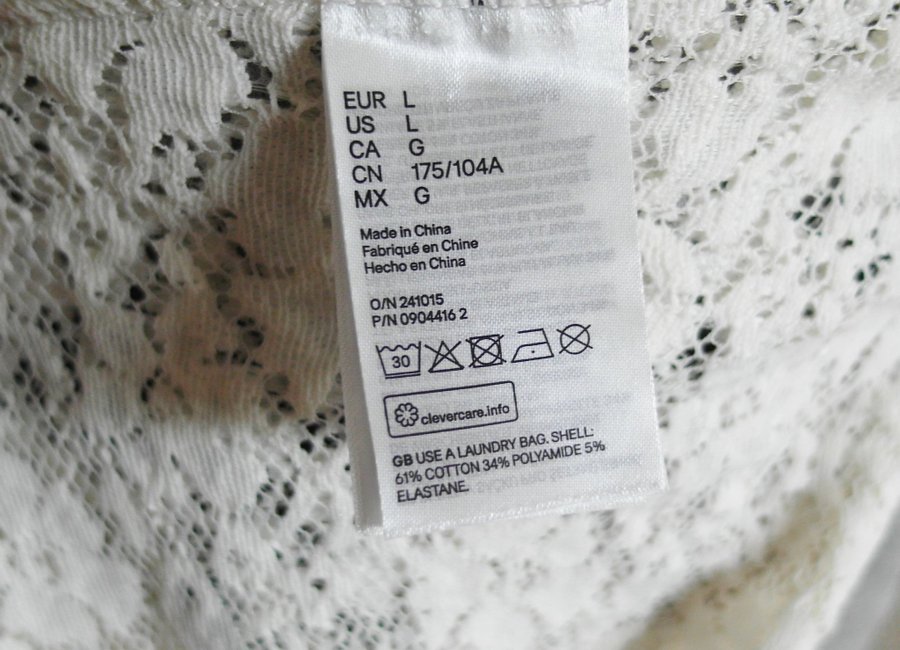 EUR L
US L
CA G
CN 175/104A
MX G
Made in China
Fabriqué en Chine
Hecho en China
O/N 241015
P/N 0904416 2
30
clevercare.info
GB USE A LAUNDRY BAG. SHELL:
61% COTTON 34% POLYAMIDE 5%
ELASTANE.